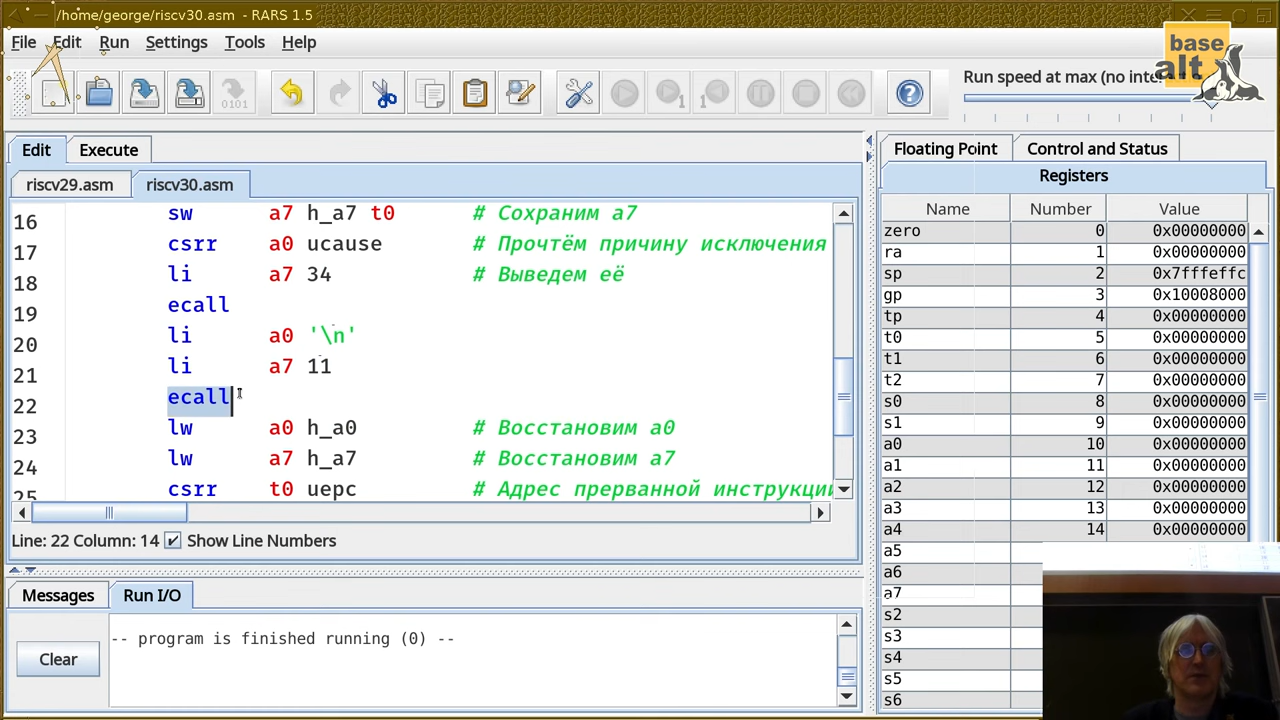 /home/george/riscv30.asm - RARS 1.5
File Edit Run Settings Tools Help
base
alt
Run speed at max (no inte
Edit Execute
riscv29.asm riscv30.asm
16 sw a7 h_a7 t0 # Сохраним a7
17 csrr a0 ucause # Прочтём причину исключения
18 li a7 34 # Выведем её
19 ecall
20 li a0 '\n'
21 li a7 11
22 ecall
23 lw a0 h_a0 # Восстановим a0
24 lw a7 h_a7 # Восстановим a7
25 csrr t0 uepc # Адрес прерванной инструкции
Line: 22 Column: 14 Show Line Numbers
Messages Run I/O
-- program is finished running (0) --
Clear
Floating Point Control and Status
Registers
Name Number Value
zero 0 0x00000000
ra 1 0x00000000
sp 2 0x7fffeffc
gp 3 0x10008000
tp 4 0x00000000
t0 5 0x00000000
t1 6 0x00000000
t2 7 0x00000000
s0 8 0x00000000
s1 9 0x00000000
a0 10 0x00000000
a1 11 0x00000000
a2 12 0x00000000
a3 13 0x00000000
a4 14 0x00000000
a5
a6
a7
s2
s3
s4
s5
s6